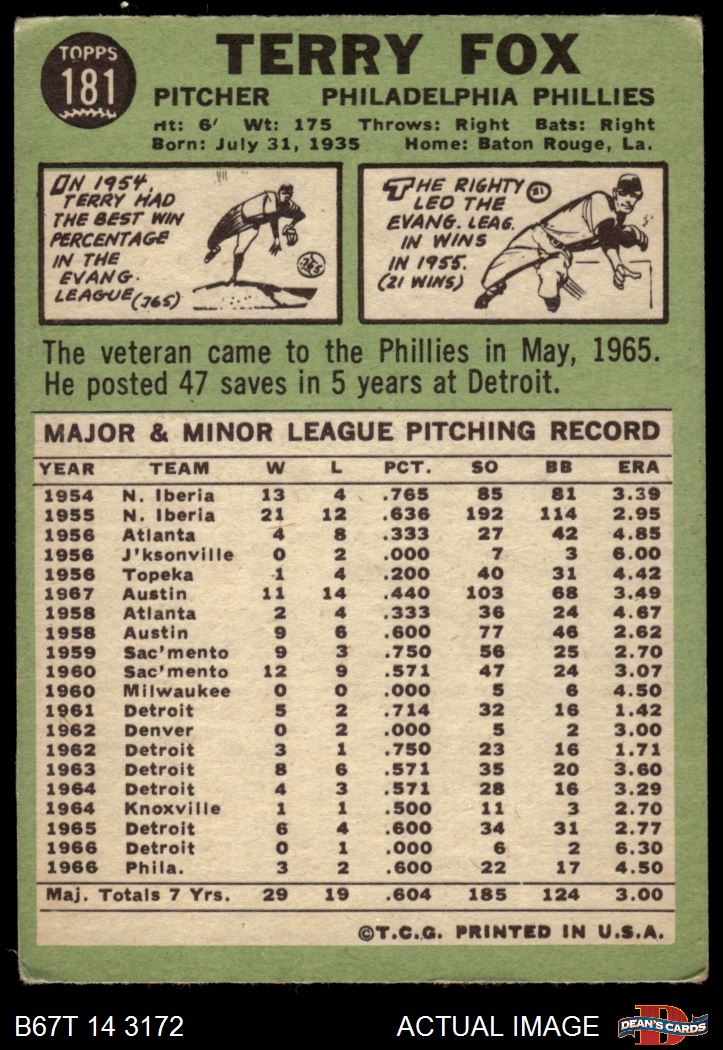 TOPPS
181
TERRY FOX
PITCHER PHILADELPHIA PHILLIES
Ht: 6' Wt: 175 Throws: Right Bats: Right
Born: July 31, 1935 Home: Baton Rouge, La.
IN 1954,
TERRY HAD
THE BEST WIN
PERCENTAGE
IN THE
EVANG.
LEAGUE (765)
765
THE RIGHTY
LED THE
EVANG. LEAG.
IN WINS
IN 1955.
(21 WINS)
21
The veteran came to the Phillies in May, 1965.
He posted 47 saves in 5 years at Detroit.
MAJOR & MINOR LEAGUE PITCHING RECORD
YEAR TEAM W L PCT. SO BB ERA
1954 N. Iberia 13 4 .765 85 81 3.39
1955 N. Iberia 21 12 .636 192 114 2.95
1956 Atlanta 4 8 .333 27 42 4.85
1956 J'ksonville 0 2 .000 7 3 6.00
1956 Topeka 1 4 .200 40 31 4.42
1967 Austin 11 14 .440 103 68 3.49
1958 Atlanta 2 4 .333 36 24 4.67
1958 Austin 9 6 .600 77 46 2.62
1959 Sac'mento 9 3 .750 56 25 2.70
1960 Sac'mento 12 9 .571 47 24 3.07
1960 Milwaukee 0 0 .000 5 6 4.50
1961 Detroit 5 2 .714 32 16 1.42
1962 Denver 0 2 .000 5 2 3.00
1962 Detroit 3 1 .750 23 16 1.71
1963 Detroit 8 6 .571 35 20 3.60
1964 Detroit 4 3 .571 28 16 3.29
1964 Knoxville 1 1 .500 11 3 2.70
1965 Detroit 6 4 .600 34 31 2.77
1966 Detroit 0 1 .000 6 2 6.30
1966 Phila. 3 2 .600 22 17 4.50
Maj. Totals 7 Yrs. 29 19 .604 185 124 3.00
©T.C.G. PRINTED IN U.S.A.
B67T 14 3172 ACTUAL IMAGE
D
DEAN'S CARDS